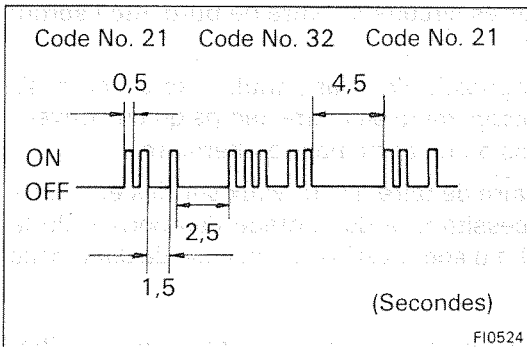 Code No. 21 Code No. 32 Code No. 21
0,5 4,5
ON
OFF
2,5
1,5
(Secondes)
FI0524